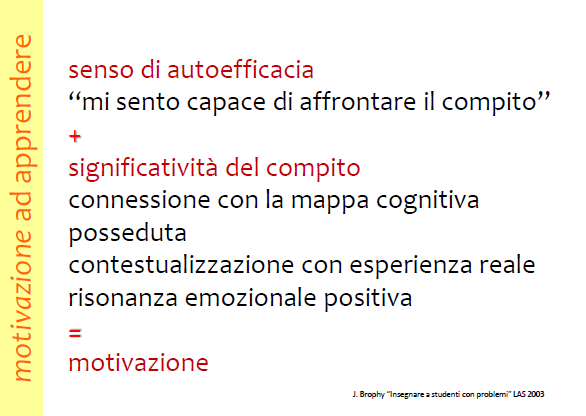 motivazione ad apprendere
senso di autoefficacia
“mi sento capace di affrontare il compito”
+
significatività del compito
connessione con la mappa cognitiva
posseduta
contestualizzazione con esperienza reale
risonanza emozionale positiva
=
motivazione
J. Brophy “Insegnare a studenti con problemi” LAS 2003